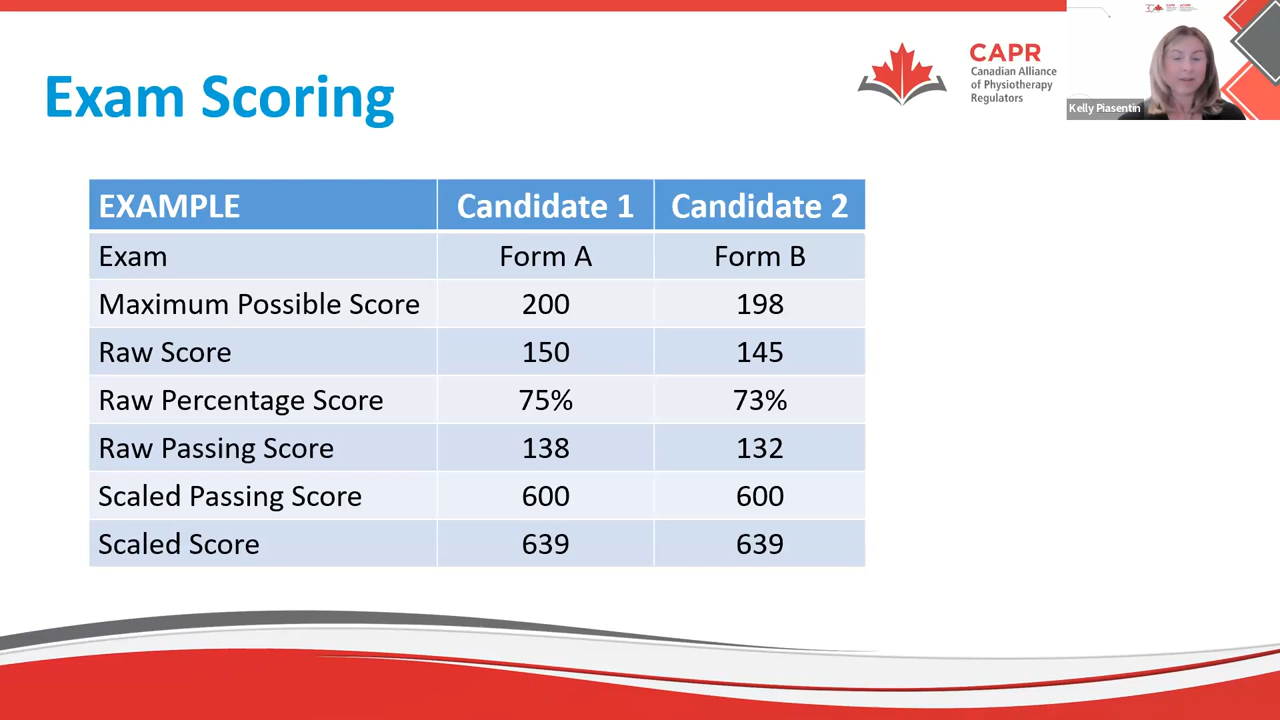 Exam Scoring
CAPR
Canadian Alliance
of Physiotherapy
Regulators
Kelly Piasentin
EXAMPLE Candidate 1 Candidate 2
Exam Form A Form B
Maximum Possible Score 200 198
Raw Score 150 145
Raw Percentage Score 75% 73%
Raw Passing Score 138 132
Scaled Passing Score 600 600
Scaled Score 639 639